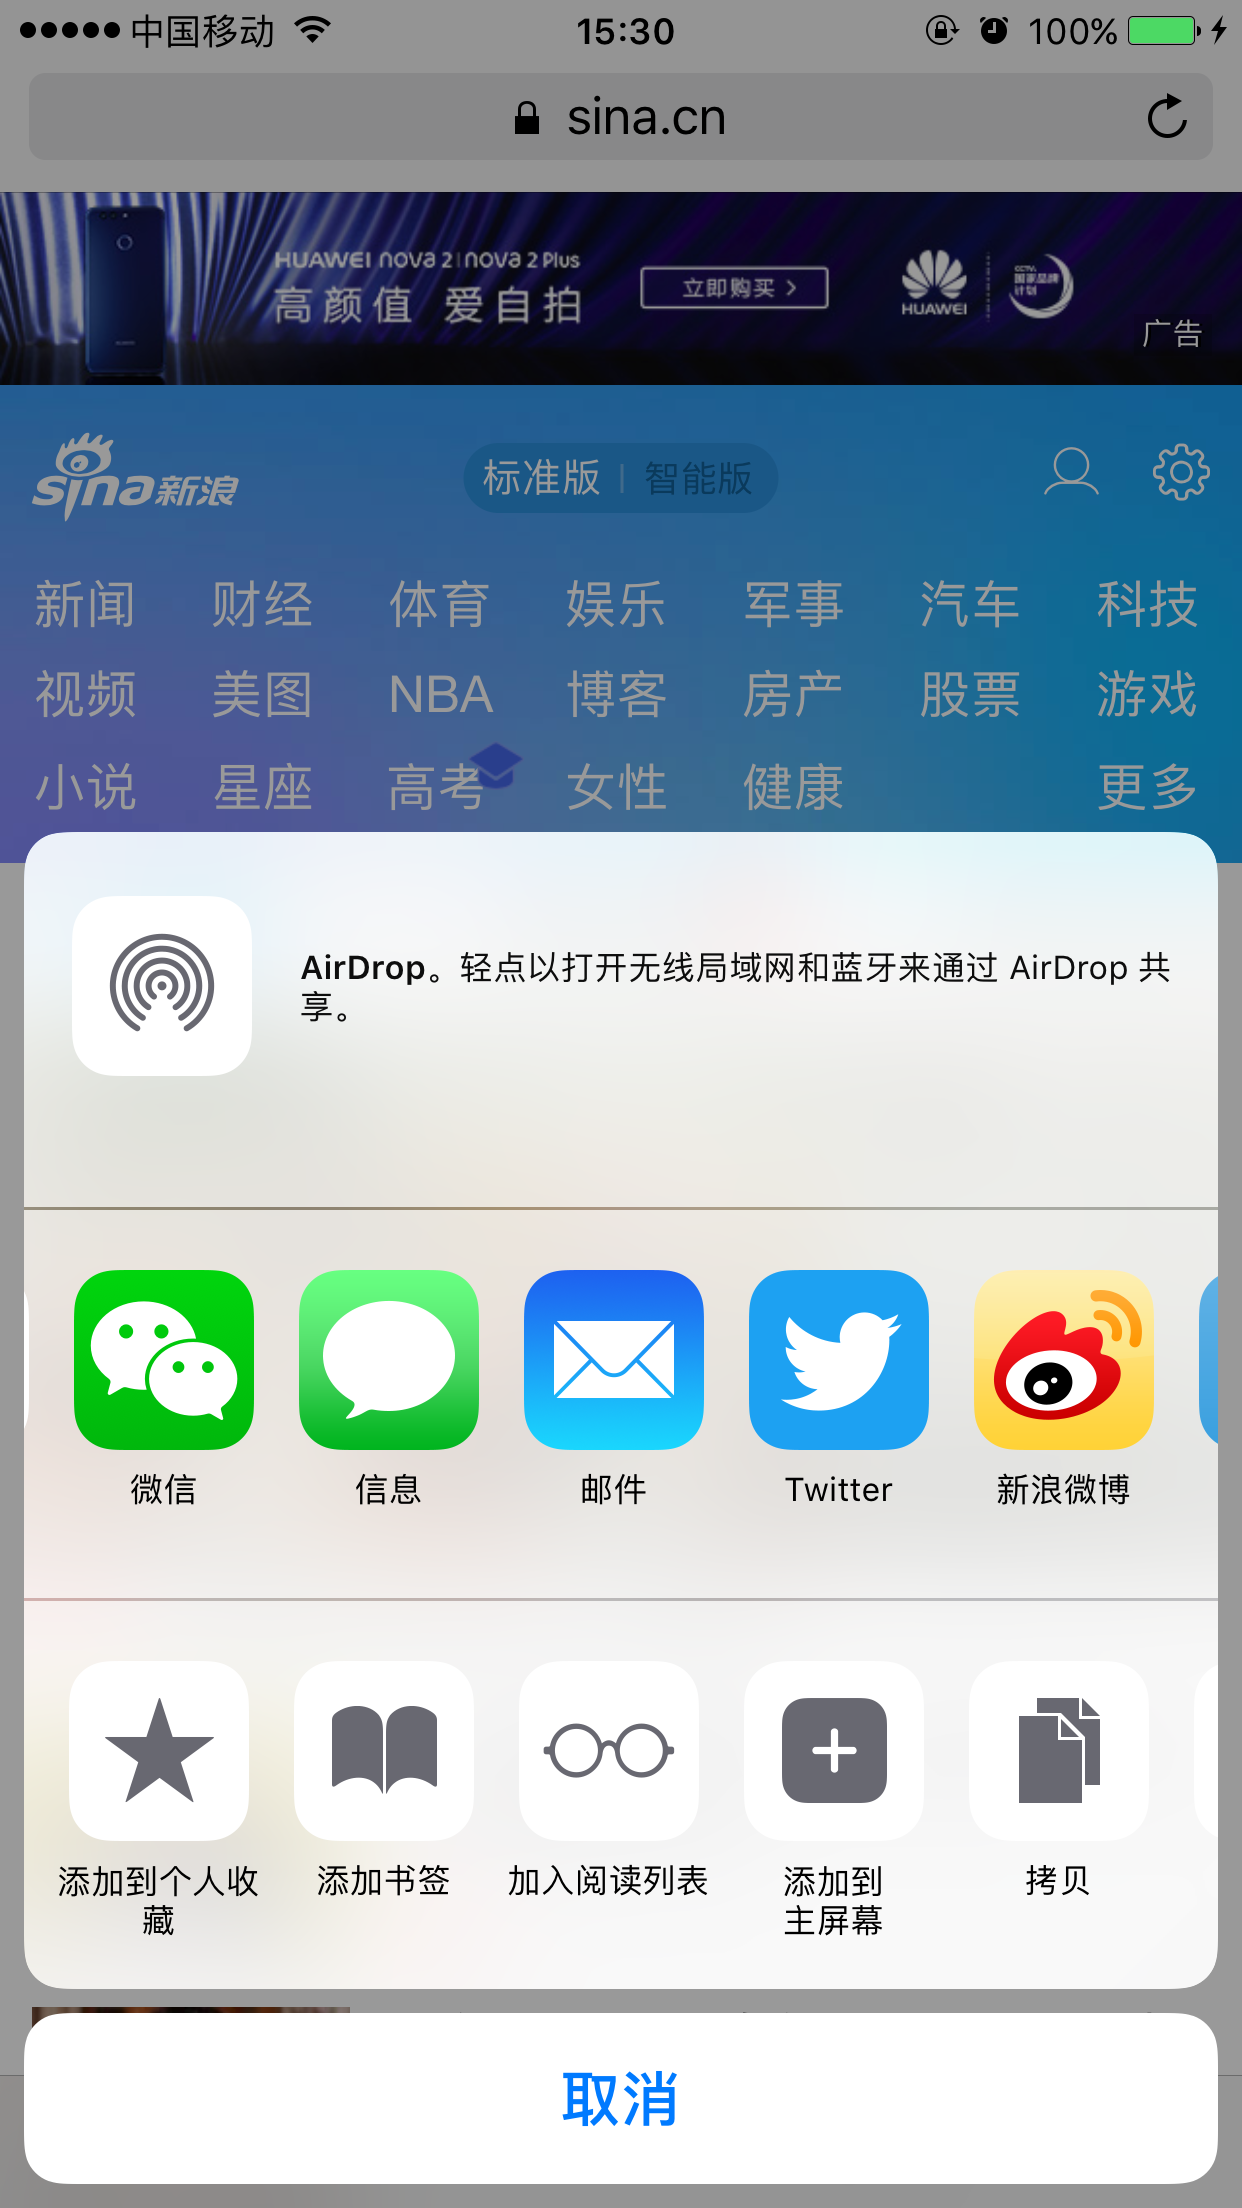 中国移动 15:30 100%
sina.cn
HUAWEI nova 2 | nova 2 Plus
高颜值 爱自拍
立即购买 >
HUAWEI
CCTV.
国家品牌
计划
广告
sina新浪 标准版 | 智能版
新闻 财经 体育 娱乐 军事 汽车 科技
视频 美图 NBA 博客 房产 股票 游戏
小说 星座 高考 女性 健康 更多
AirDrop。轻点以打开无线局域网和蓝牙来通过 AirDrop 共
享。
微信 信息 邮件 Twitter 新浪微博
添加到个人收 添加书签 加入阅读列表 添加到 拷贝
藏 主屏幕
取消